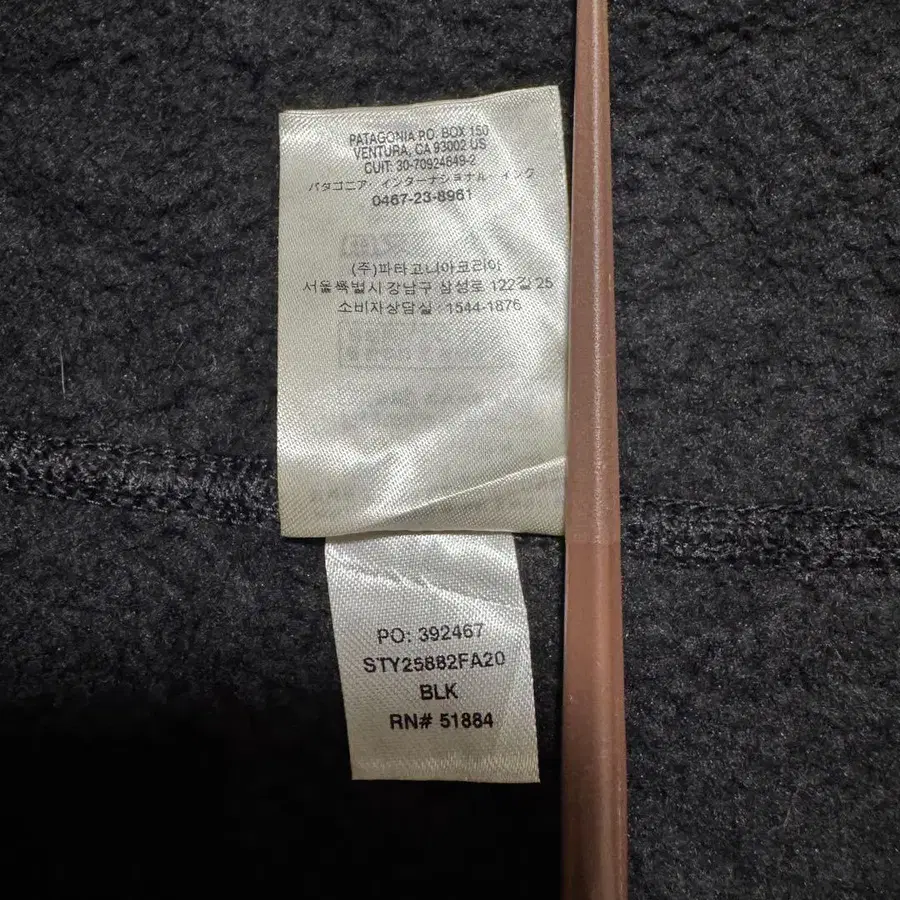 PATAGONIA P.O. BOX 150
VENTURA, CA 93002 US
CUIT: 30-70924649-2
パタゴニア・インターナショナル・インク
0467-23-8961
(주)파타고니아코리아
서울특별시 강남구 삼성로 122길 25
소비자상담실 : 1544-1876
PO: 392467
STY25882FA20
BLK
RN# 51884